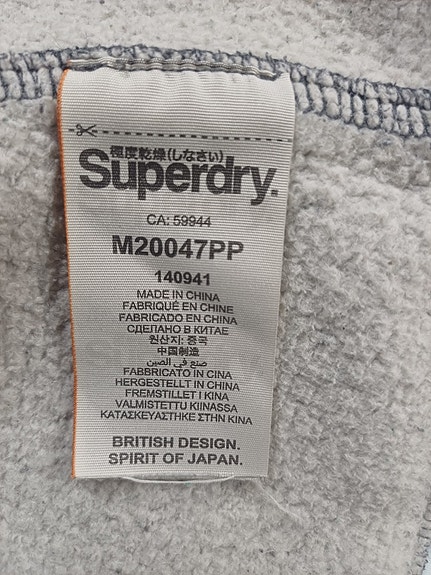 極度乾燥(しなさい)
Superdry.
CA: 59944
M20047PP
140941
MADE IN CHINA
FABRIQUÉ EN CHINE
FABRICADO EN CHINA
СДЕЛАНО В КИТАЕ
원산지: 중국
中国制造
صنع في الصين
FABBRICATO IN CINA
HERGESTELLT IN CHINA
FREMSTILLET I KINA
VALMISTETTU KIINASSA
ΚΑΤΑΣΚΕΥΑΣΤΗΚΕ ΣΤΗΝ ΚΙΝΑ
BRITISH DESIGN.
SPIRIT OF JAPAN.